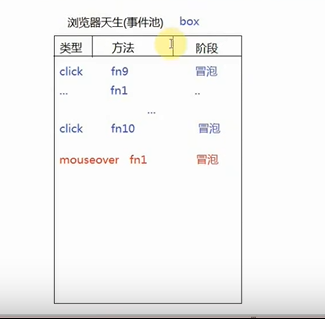 浏览器天生(事件池) box
类型 方法 阶段
click fn9 冒泡
... fn1 ..
...
click fn10 冒泡
mouseover fn1 冒泡